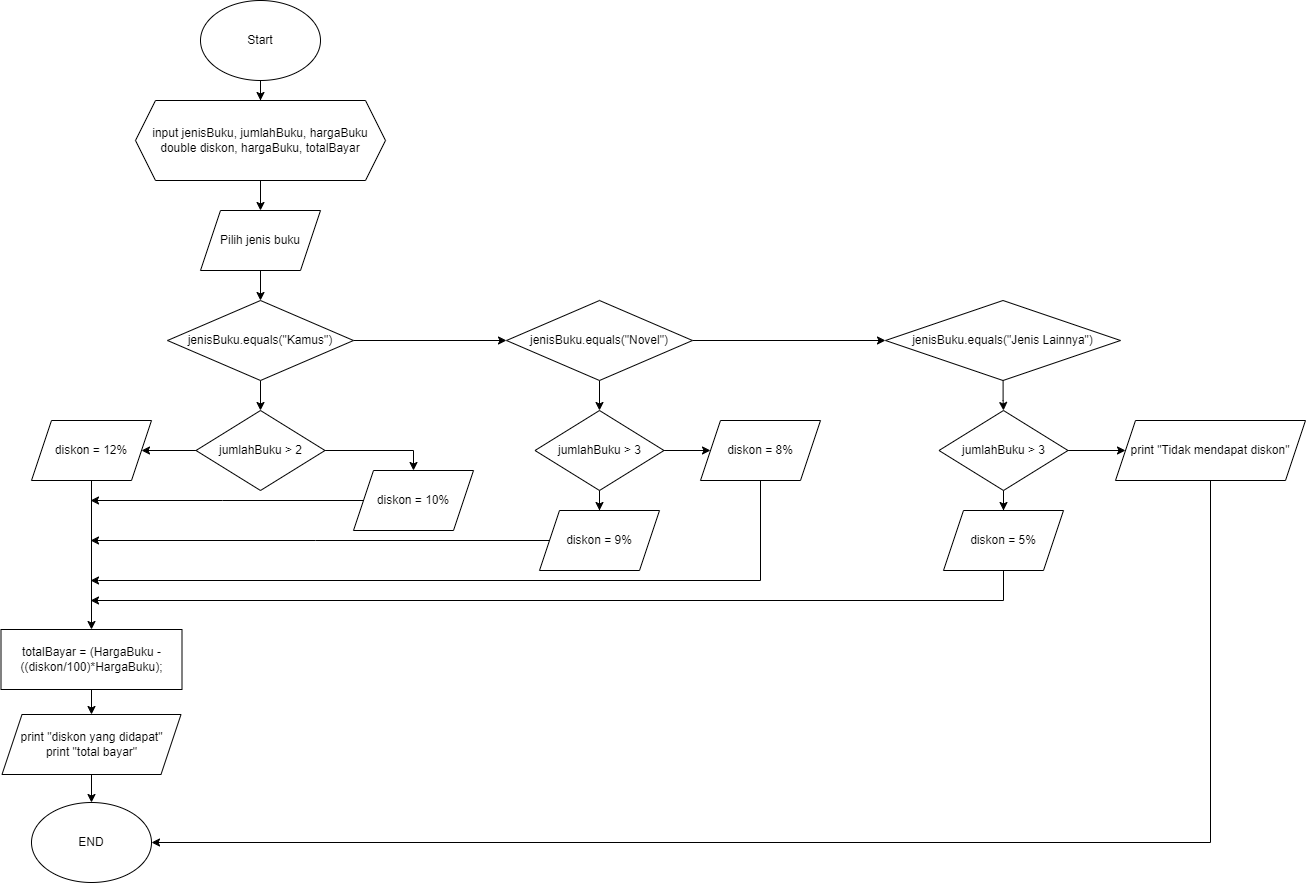 Start
input jenisBuku, jumlahBuku, hargaBuku
double diskon, hargaBuku, totalBayar
Pilih jenis buku
jenisBuku.equals("Kamus")
jenisBuku.equals("Novel")
jenisBuku.equals("Jenis Lainnya")
diskon = 12%
jumlahBuku > 2
jumlahBuku > 3
diskon = 8%
jumlahBuku > 3
print "Tidak mendapat diskon"
diskon = 10%
diskon = 9%
diskon = 5%
totalBayar = (HargaBuku -
((diskon/100)*HargaBuku);
print "diskon yang didapat"
print "total bayar"
END